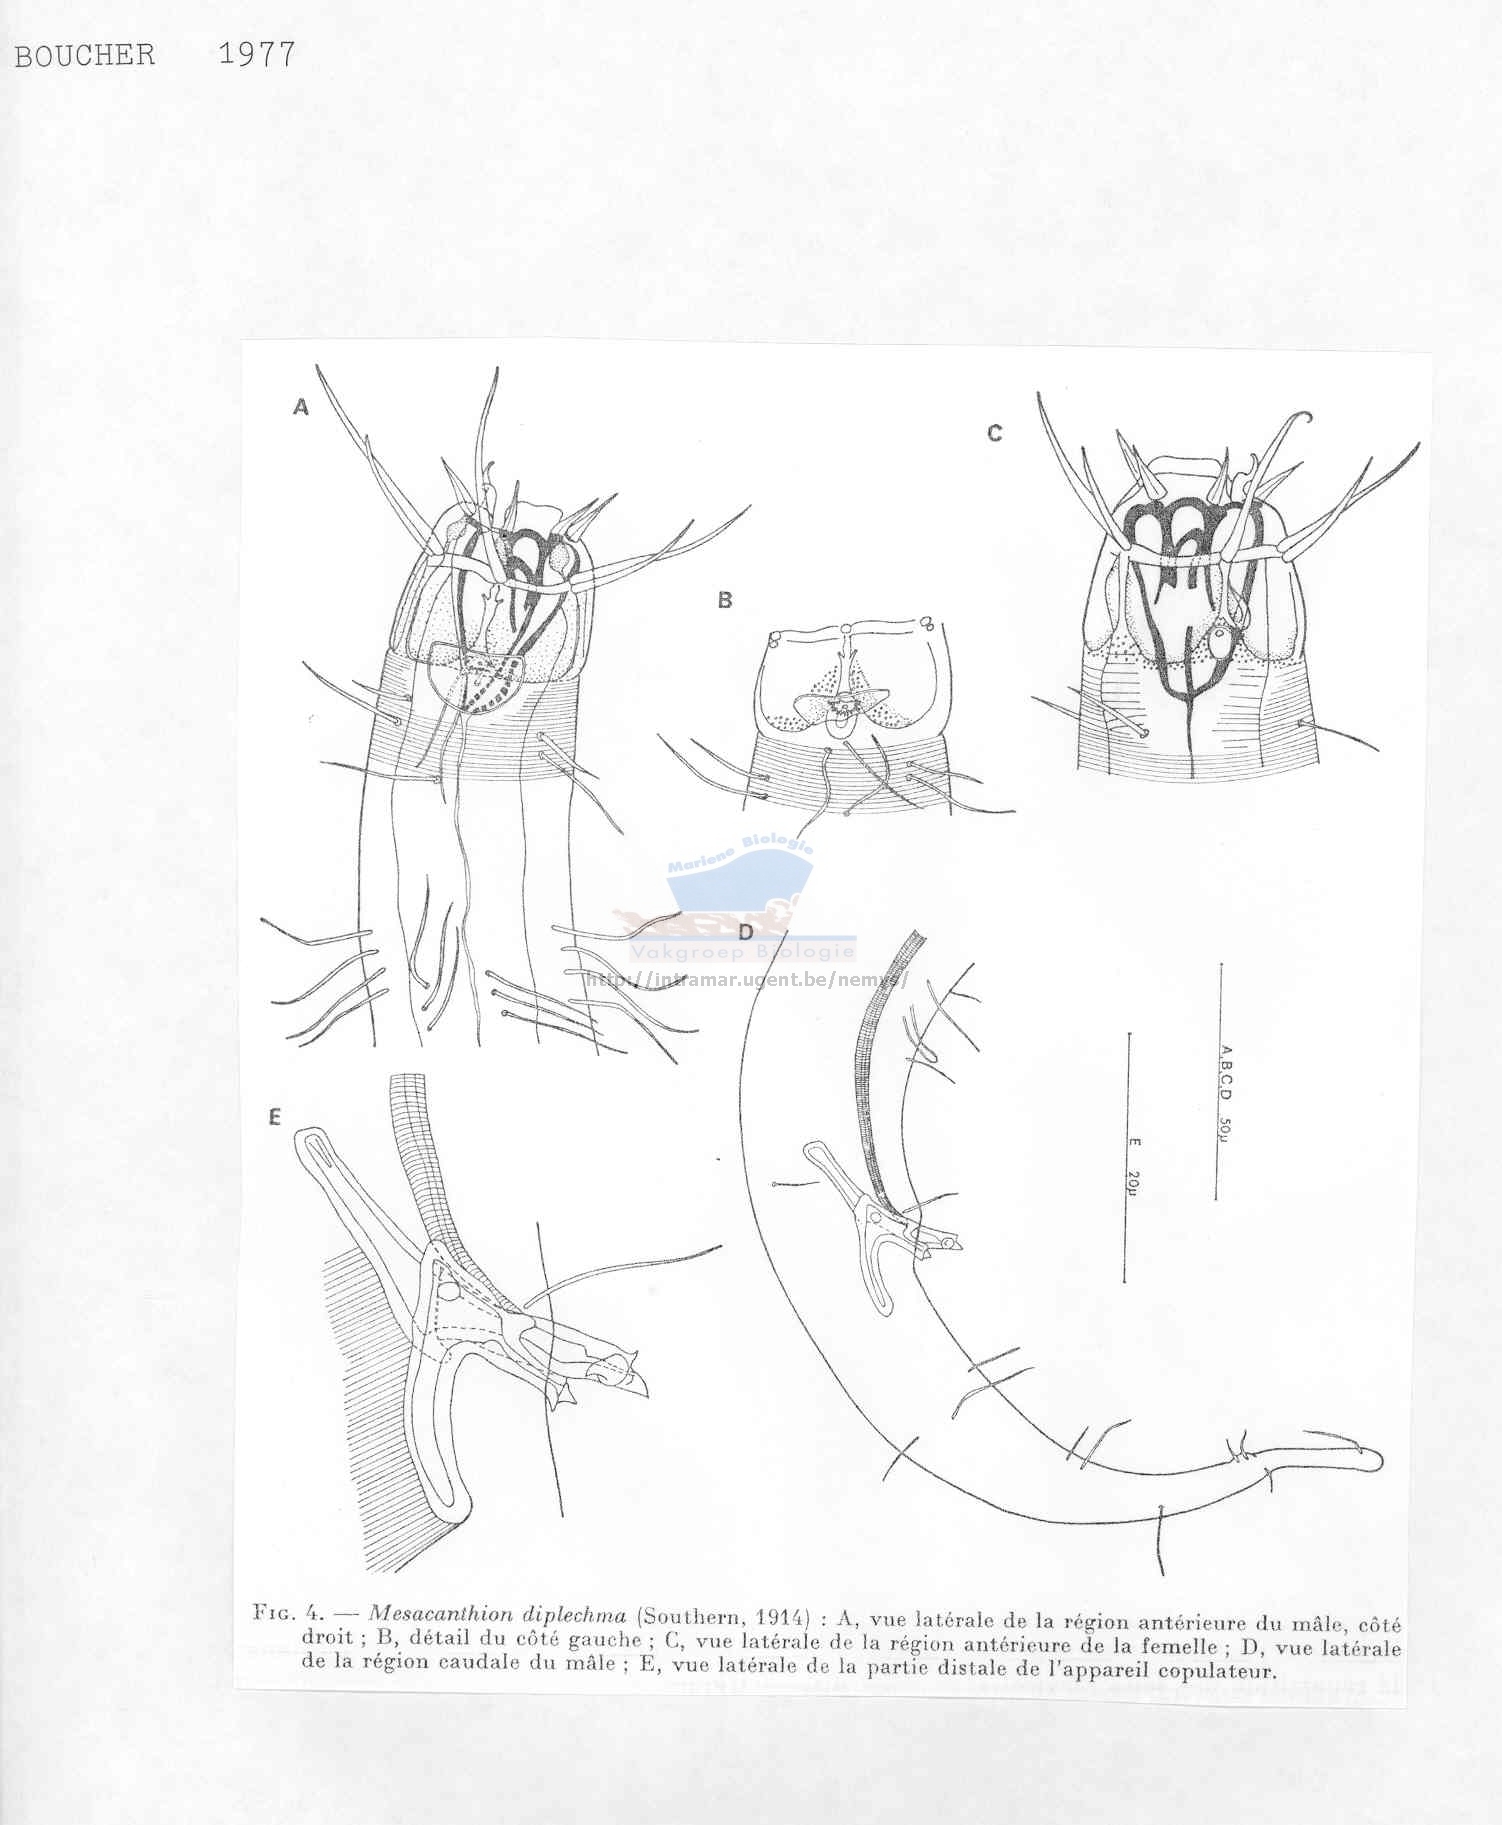 BOUCHER 1977
A
C
B
Mariene Biologie
D
Vakgroep Biologie
http://intramar.ugent.be/nemys/
A,B,C,D 50µ
E 20µ
E
FIG. 4. — Mesacanthion diplechma (Southern, 1914) : A, vue latérale de la région antérieure du mâle, côté
droit ; B, détail du côté gauche ; C, vue latérale de la région antérieure de la femelle ; D, vue latérale
de la région caudale du mâle ; E, vue latérale de la partie distale de l'appareil copulateur.